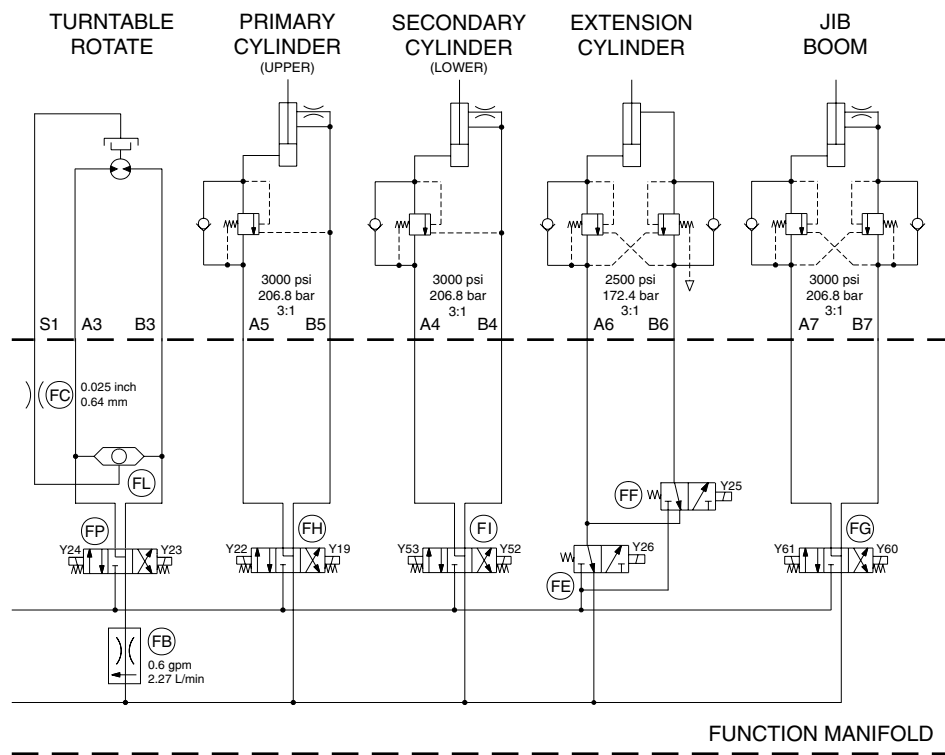 TURNTABLE
ROTATE
PRIMARY
CYLINDER
(UPPER)
SECONDARY
CYLINDER
(LOWER)
EXTENSION
CYLINDER
JIB
BOOM
3000 psi
206.8 bar
3:1
3000 psi
206.8 bar
3:1
2500 psi
172.4 bar
3:1
3000 psi
206.8 bar
3:1
S1 A3 B3 A5 B5 A4 B4 A6 B6 A7 B7
FC
0.025 inch
0.64 mm
FL
FF
Y25
FP
Y24 Y23
FH
Y22 Y19
FI
Y53 Y52
Y26
FE
FG
Y61 Y60
FB
0.6 gpm
2.27 L/min
FUNCTION MANIFOLD